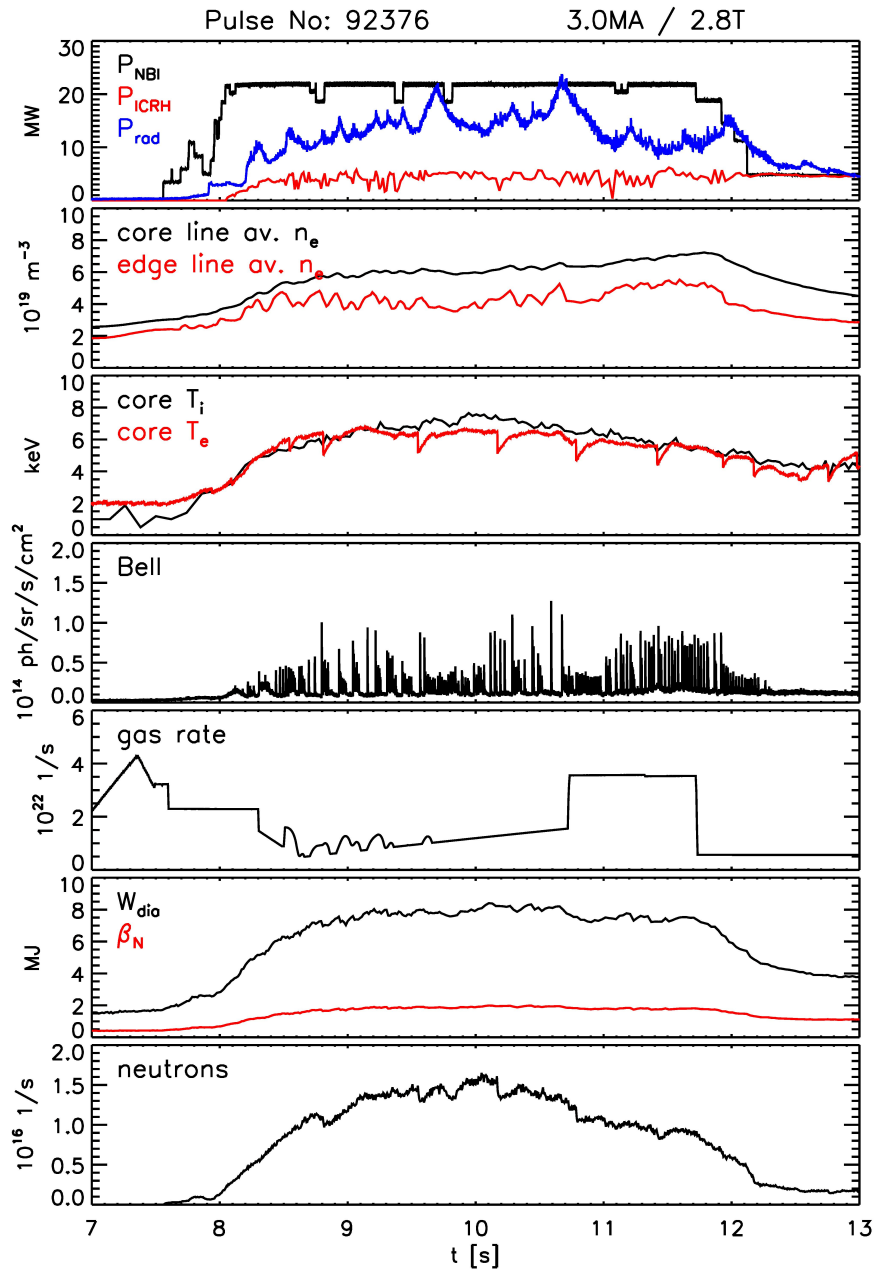 Pulse No: 92376 3.0MA / 2.8T
30
20
10
0
MW
P_NBI
P_ICRH
P_rad
10
8
6
4
2
0
10^19 m^-3
core line av. n_e
edge line av. n_e
10
8
6
4
2
0
keV
core T_i
core T_e
2.0
1.5
1.0
0.5
0.0
10^14 ph/sr/s/cm^2
Bell
6
4
2
0
10^22 1/s
gas rate
10
8
6
4
2
0
MJ
W_dia
β_N
2.0
1.5
1.0
0.5
0.0
10^16 1/s
neutrons
7 8 9 10 11 12 13
t [s]